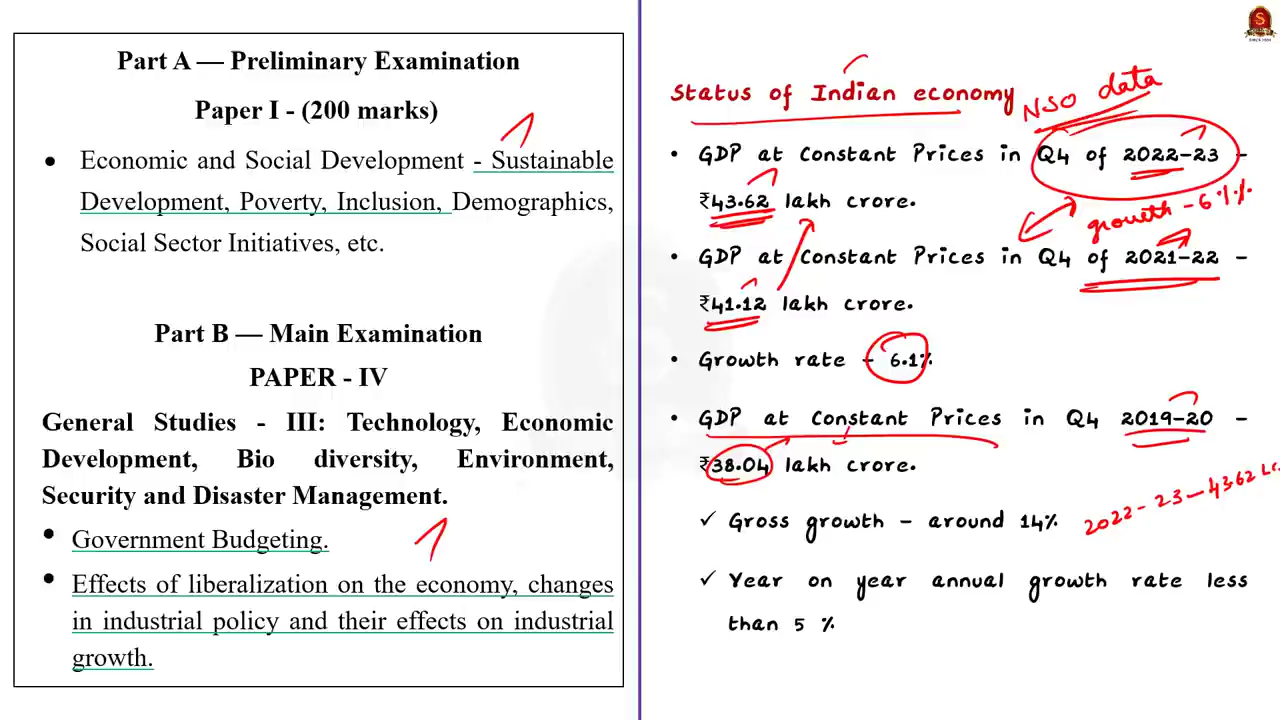 Part A — Preliminary Examination
Paper I - (200 marks)
• Economic and Social Development - Sustainable
Development, Poverty, Inclusion, Demographics,
Social Sector Initiatives, etc.
Part B — Main Examination
PAPER - IV
General Studies - III: Technology, Economic
Development, Bio diversity, Environment,
Security and Disaster Management.
• Government Budgeting.
• Effects of liberalization on the economy, changes
in industrial policy and their effects on industrial
growth.
Status of Indian economy
NSO data
• GDP at Constant Prices in Q4 of 2022-23 -
₹43.62 lakh crore.
growth - 6.1%
• GDP at Constant Prices in Q4 of 2021-22 -
₹41.12 lakh crore.
• Growth rate - 6.1%
• GDP at Constant Prices in Q4 2019-20 -
₹38.04 lakh crore.
✓ Gross growth - around 14%
2022-23 - 43.62 L
✓ Year on year annual growth rate less
than 5 %